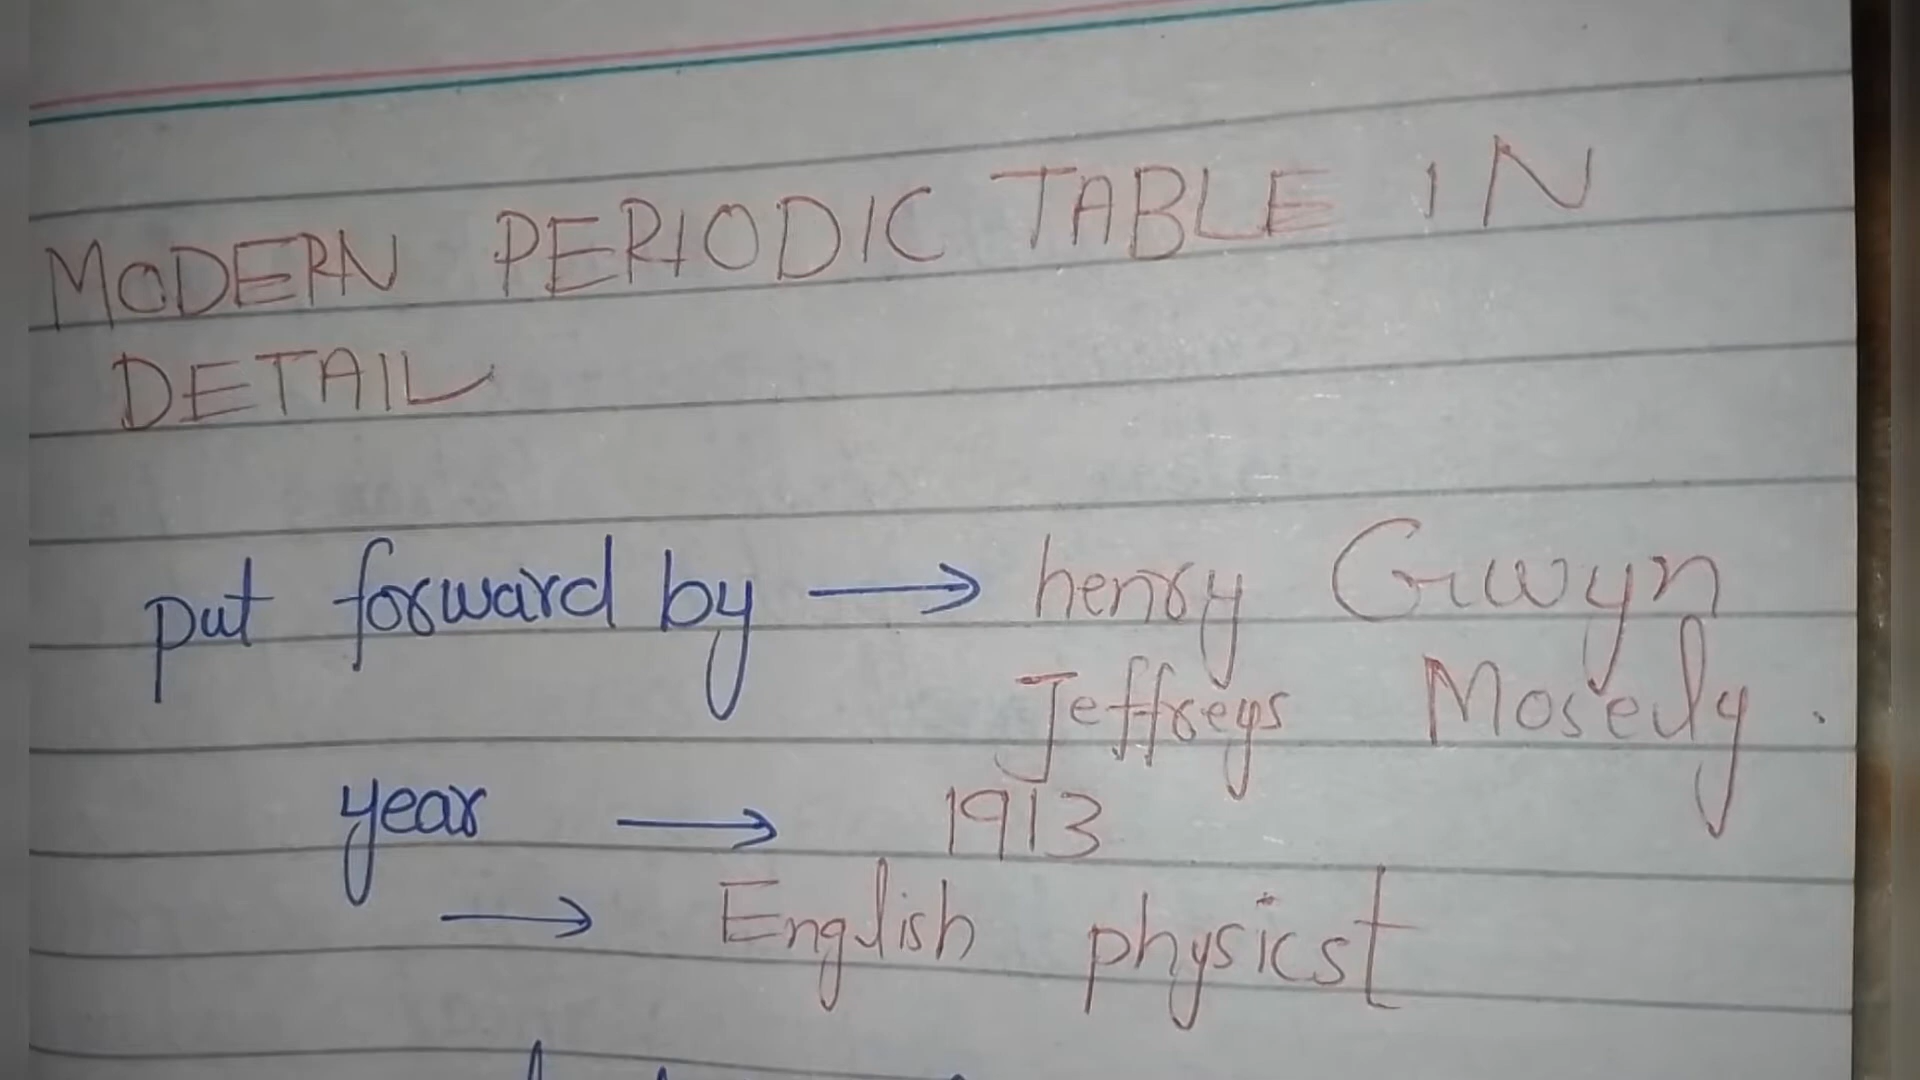 MODERN PERIODIC TABLE IN
DETAIL
put forward by → henry Gwyn
Jeffreys Mosely.
year → 1913
→ English physicst